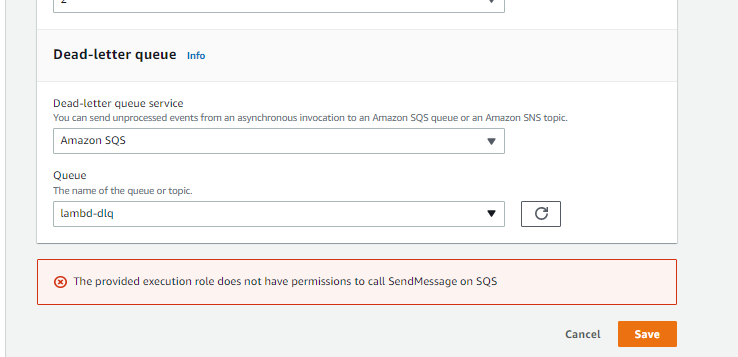 2
Dead-letter queue Info
Dead-letter queue service
You can send unprocessed events from an asynchronous invocation to an Amazon SQS queue or an Amazon SNS topic.
Amazon SQS
Queue
The name of the queue or topic.
lambd-dlq
The provided execution role does not have permissions to call SendMessage on SQS
Cancel Save